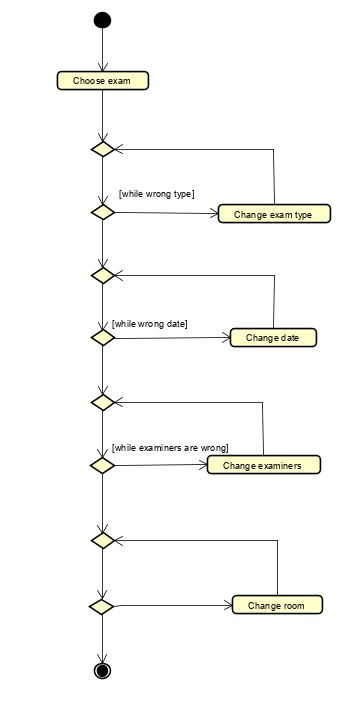 Choose exam
[while wrong type]
Change exam type
[while wrong date]
Change date
[while examiners are wrong]
Change examiners
Change room